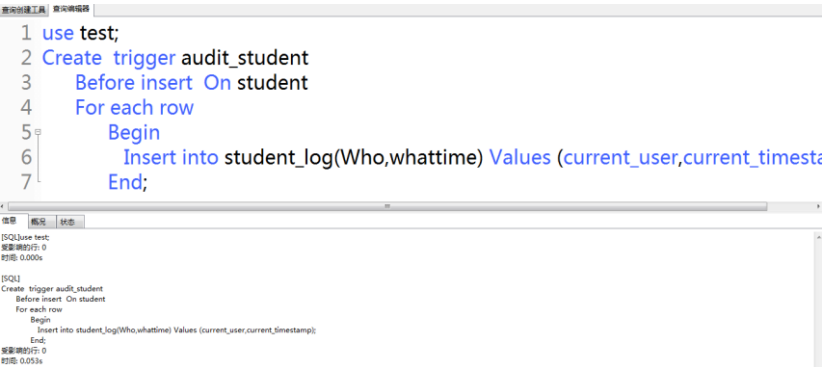 查询创建工具 查询编辑器
1 use test;
2 Create trigger audit_student
3 Before insert On student
4 For each row
5 Begin
6 Insert into student_log(Who,whattime) Values (current_user,current_timesta
7 End;
信息 概况 状态
[SQL]use test;
受影响的行: 0
时间: 0.000s
[SQL]
Create trigger audit_student
Before insert On student
For each row
Begin
Insert into student_log(Who,whattime) Values (current_user,current_timestamp);
End;
受影响的行: 0
时间: 0.053s